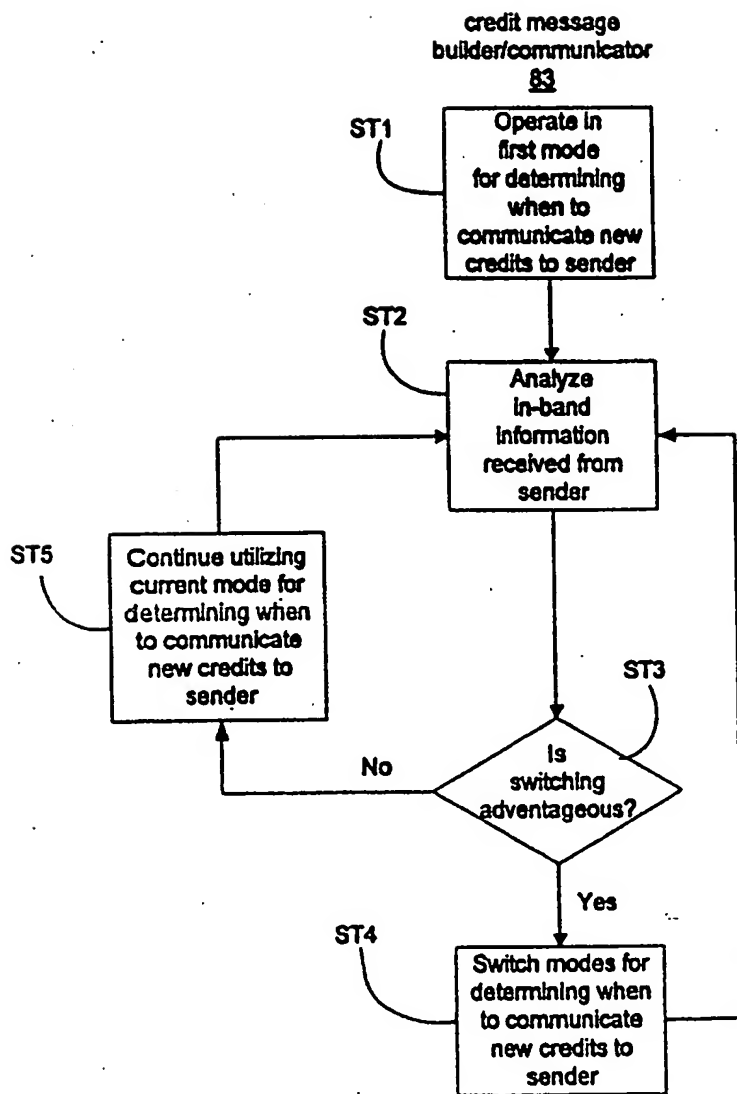 credit message
builder/communicator
83
ST1
Operate in
first mode
for determining
when to
communicate new
credits to sender
ST2
Analyze
in-band
information
received from
sender
ST5
Continue utilizing
current mode for
determining when
to communicate
new credits to
sender
ST3
Is
switching
adventageous?
No
Yes
ST4
Switch modes for
determining when
to communicate
new credits to
sender